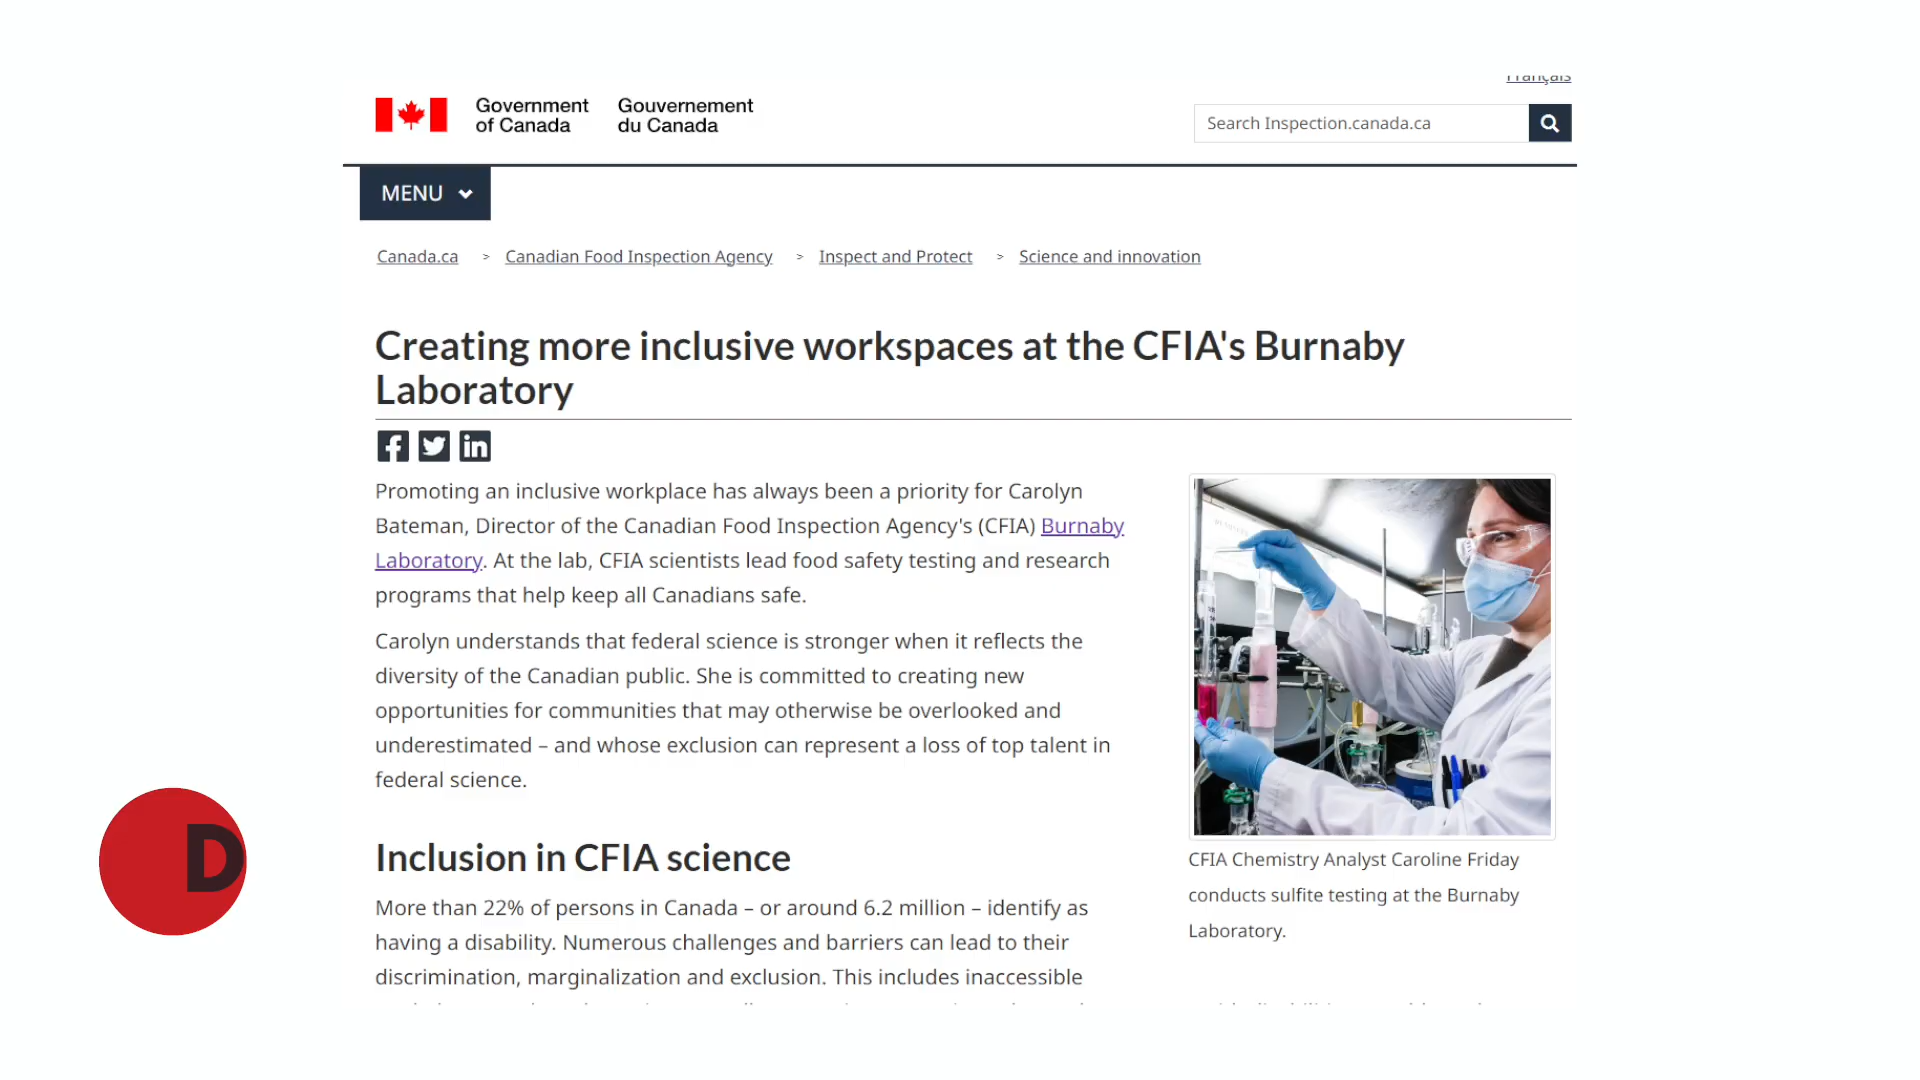 Français
Government
of Canada
Gouvernement
du Canada
Search Inspection.canada.ca
MENU
Canada.ca > Canadian Food Inspection Agency > Inspect and Protect > Science and innovation
Creating more inclusive workspaces at the CFIA's Burnaby
Laboratory
Promoting an inclusive workplace has always been a priority for Carolyn
Bateman, Director of the Canadian Food Inspection Agency's (CFIA) Burnaby
Laboratory. At the lab, CFIA scientists lead food safety testing and research
programs that help keep all Canadians safe.
Carolyn understands that federal science is stronger when it reflects the
diversity of the Canadian public. She is committed to creating new
opportunities for communities that may otherwise be overlooked and
underestimated – and whose exclusion can represent a loss of top talent in
federal science.
CFIA Chemistry Analyst Caroline Friday
conducts sulfite testing at the Burnaby
Laboratory.
Inclusion in CFIA science
More than 22% of persons in Canada – or around 6.2 million – identify as
having a disability. Numerous challenges and barriers can lead to their
discrimination, marginalization and exclusion. This includes inaccessible
D